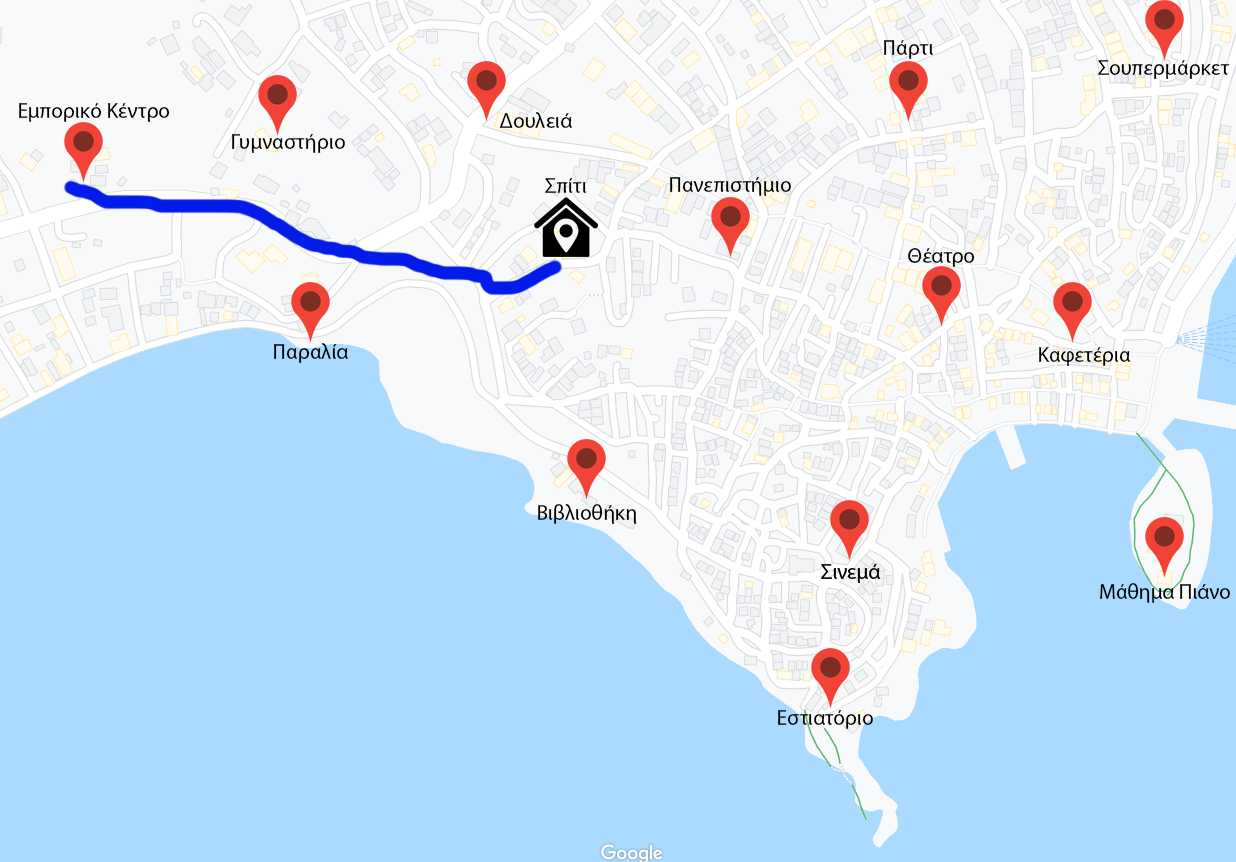 Πάρτι
Σουπερμάρκετ
Εμπορικό Κέντρο
Δουλειά
Γυμναστήριο
Σπίτι
Πανεπιστήμιο
Θέατρο
Παραλία
Καφετέρια
Βιβλιοθήκη
Σινεμά
Μάθημα Πιάνο
Εστιατόριο
Google